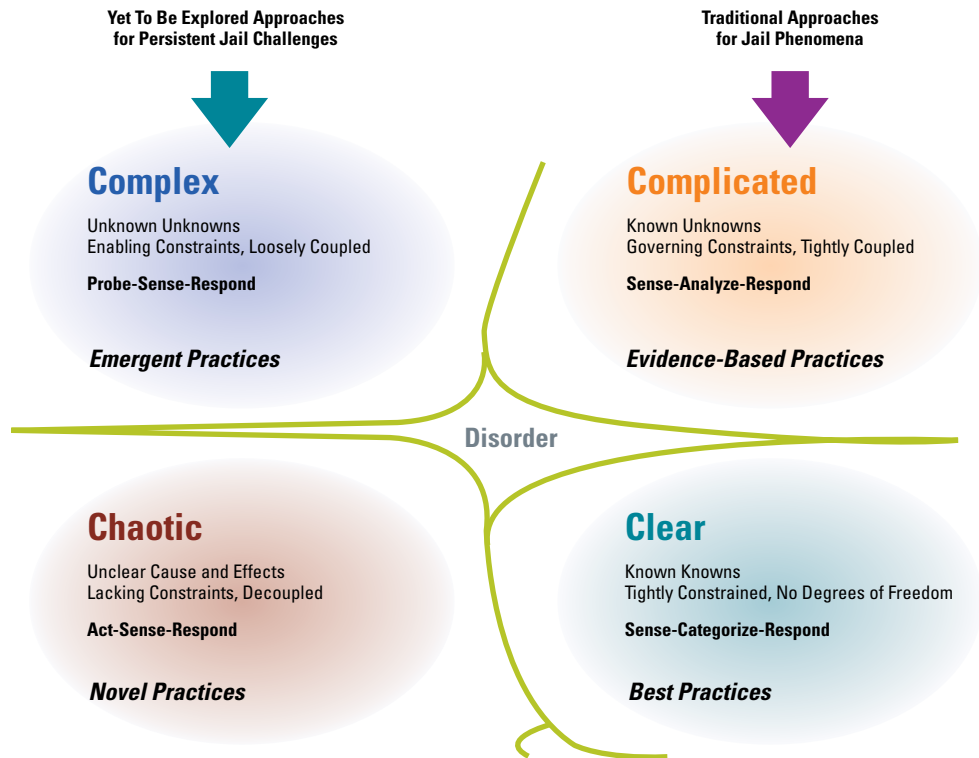 Yet To Be Explored Approaches
for Persistent Jail Challenges
Traditional Approaches
for Jail Phenomena
Complex
Unknown Unknowns
Enabling Constraints, Loosely Coupled
Probe-Sense-Respond
Emergent Practices
Complicated
Known Unknowns
Governing Constraints, Tightly Coupled
Sense-Analyze-Respond
Evidence-Based Practices
Disorder
Chaotic
Unclear Cause and Effects
Lacking Constraints, Decoupled
Act-Sense-Respond
Novel Practices
Clear
Known Knowns
Tightly Constrained, No Degrees of Freedom
Sense-Categorize-Respond
Best Practices